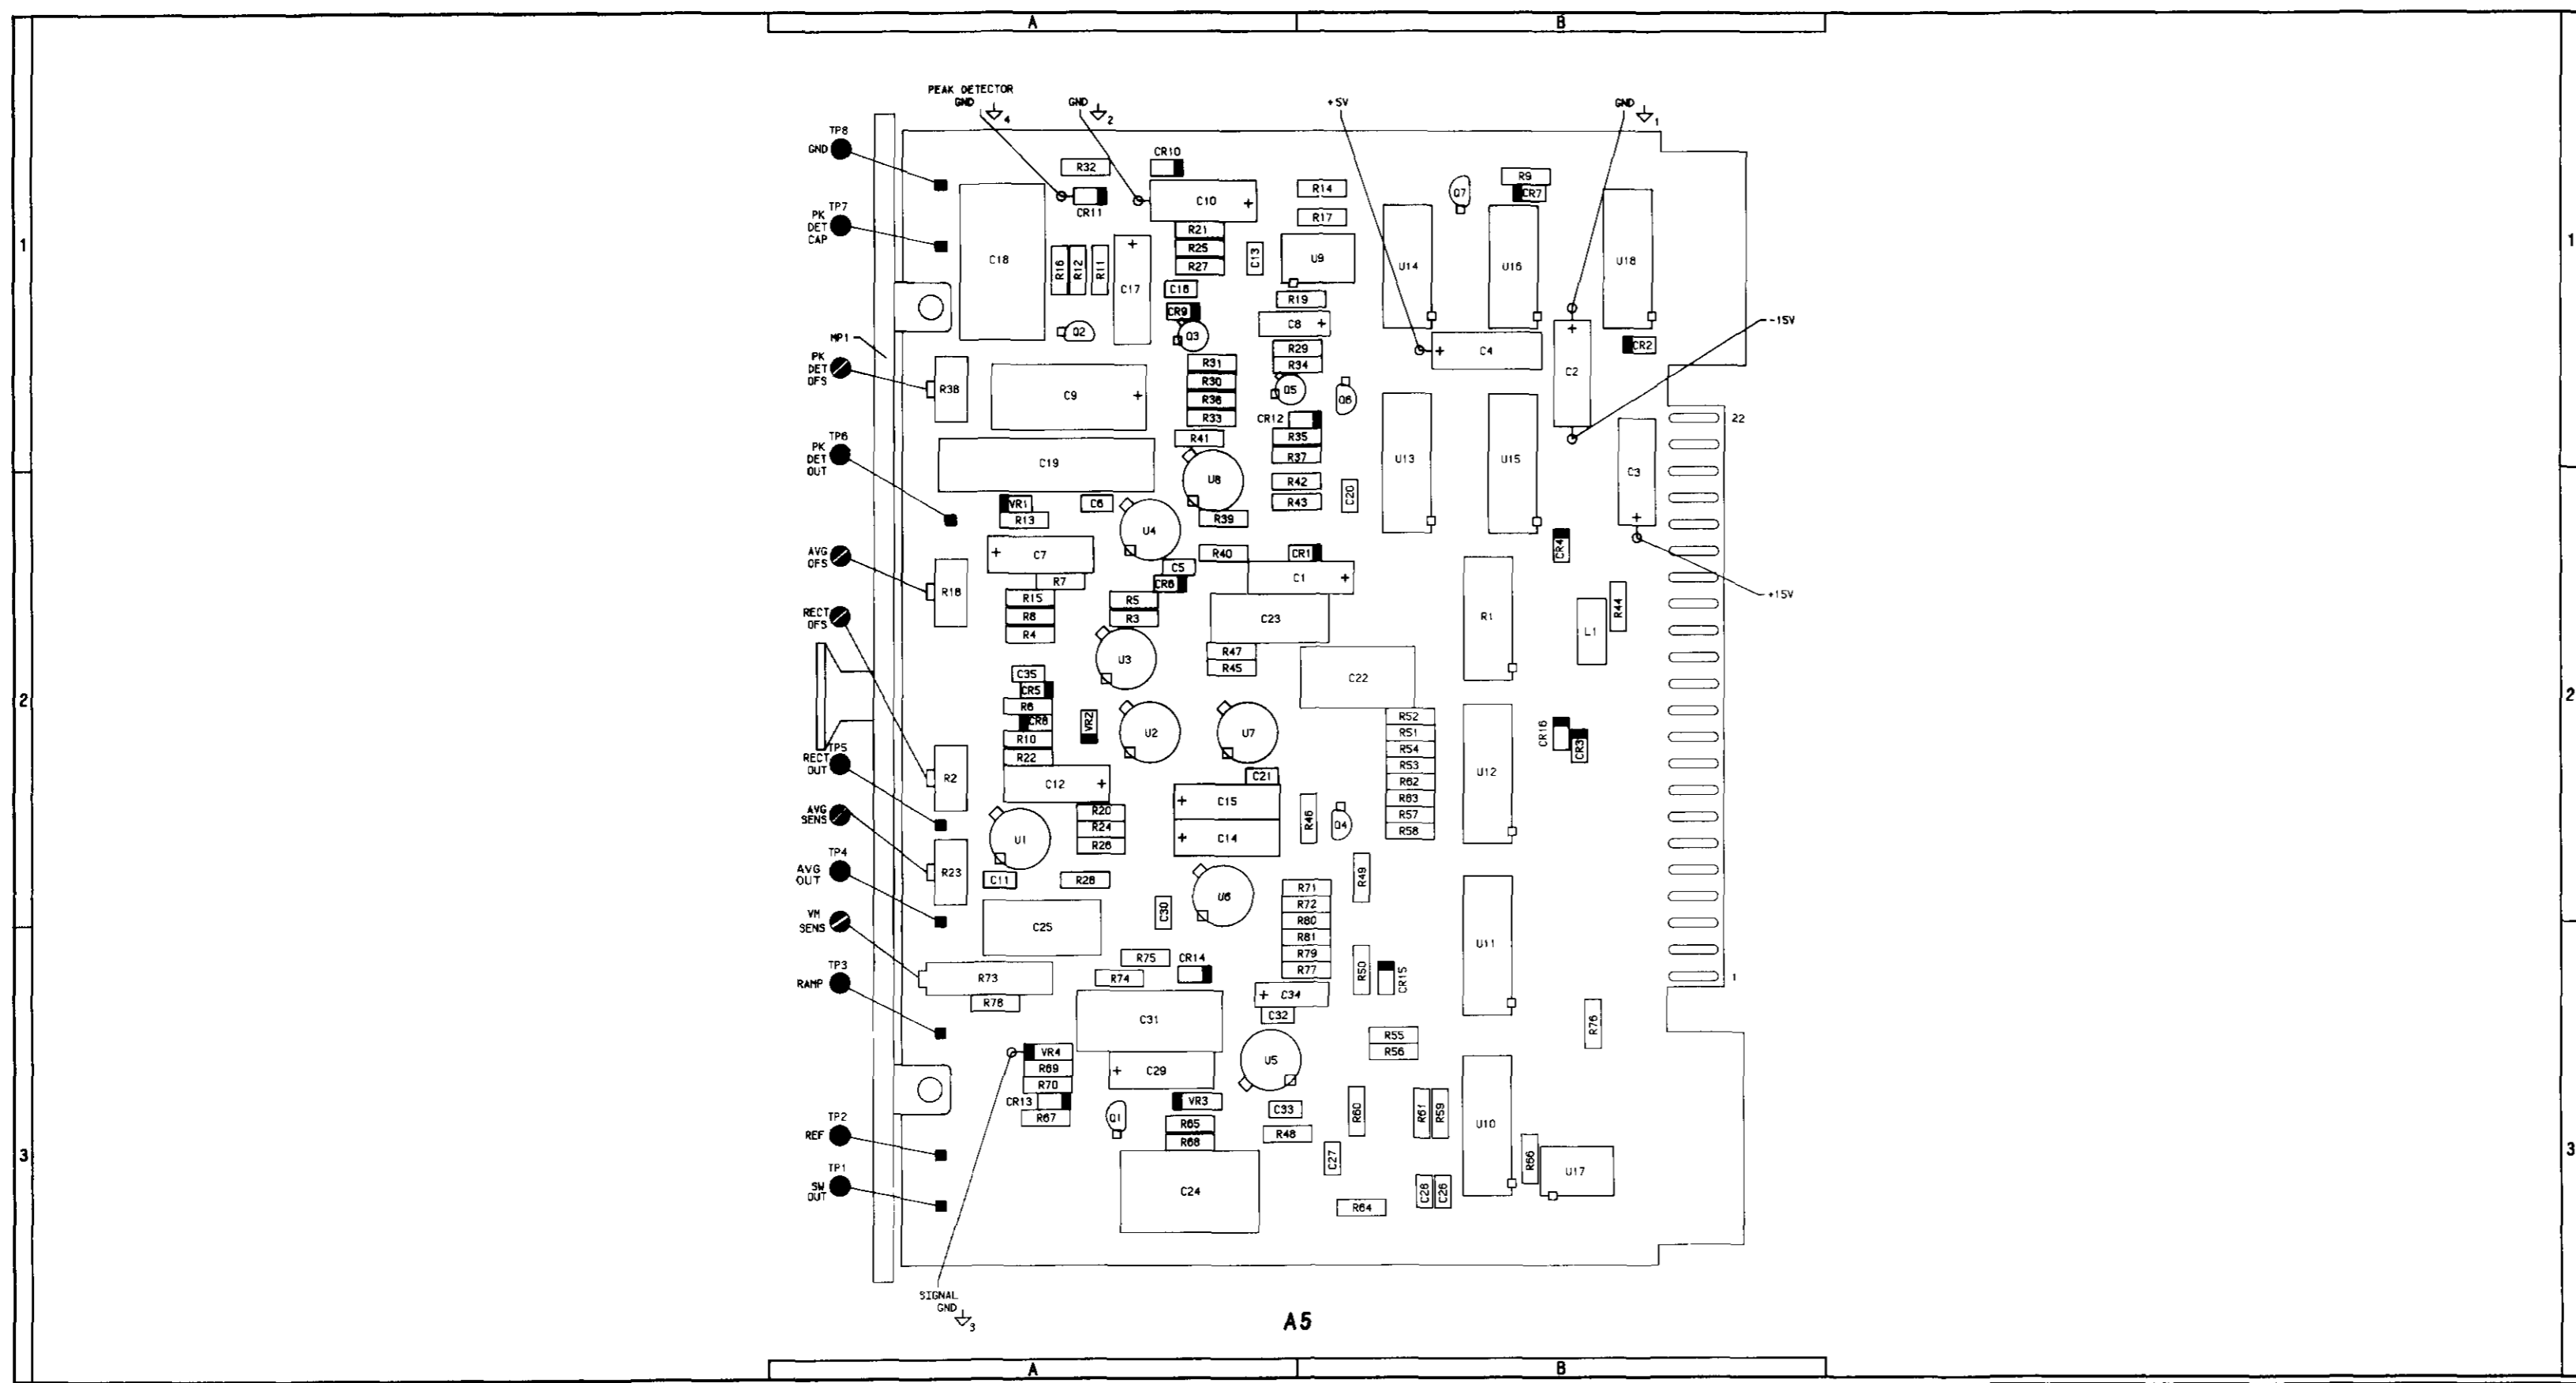 A
B
PEAK DETECTOR
GND 4
GND 2
+5V
GND 1
TP8
GND
CR10
R32
R9
Q7
CR7
R14
C10
+
CR11
TP7
PK
DET
CAP
R17
R21
R25
R27
C13
U9
U14
U16
U18
1
1
C18
R16
R12
R11
+
C17
C16
R19
CR9
C8
+
Q2
Q3
-15V
MP1
+
C4
+
CR2
R29
R34
PK
DET
OFS
R38
C9
+
R31
R30
R36
R33
Q5
Q6
C2
CR12
22
TP6
PK
DET
OUT
R41
R35
R37
C19
U8
U13
U15
C3
+
R42
R43
C20
VR1
R13
C6
U4
R39
AVG
OFS
+
C7
R40
CR1
CR4
C5
CR6
C1
+
R7
R18
R15
R8
R4
R5
R3
C23
R1
L1
R44
+15V
RECT
OFS
U3
R47
R45
C35
CR5
R6
CR8
R10
R22
VR2
C22
2
2
U2
U7
R52
R51
R54
R53
R62
R63
R57
R58
CR16
CR3
TP5
RECT
OUT
R2
C12
+
C21
U12
AVG
SENS
R20
R24
R26
+
C15
+
C14
R46
Q4
U1
TP4
AVG
OUT
R23
C11
R28
U6
R49
R71
R72
R80
R81
R79
R77
VM
SENS
C25
C30
U11
R75
CR14
R73
R74
R50
CR15
1
TP3
RAMP
R78
+
C34
C32
C31
R76
R55
R56
VR4
R69
R70
+
C29
U5
CR13
R67
Q1
VR3
C33
R60
R61
R59
U10
R65
R68
R48
TP2
REF
3
3
C27
R66
U17
TP1
SW
OUT
C24
R64
C28
C26
SIGNAL
GND 3
A5
A
B